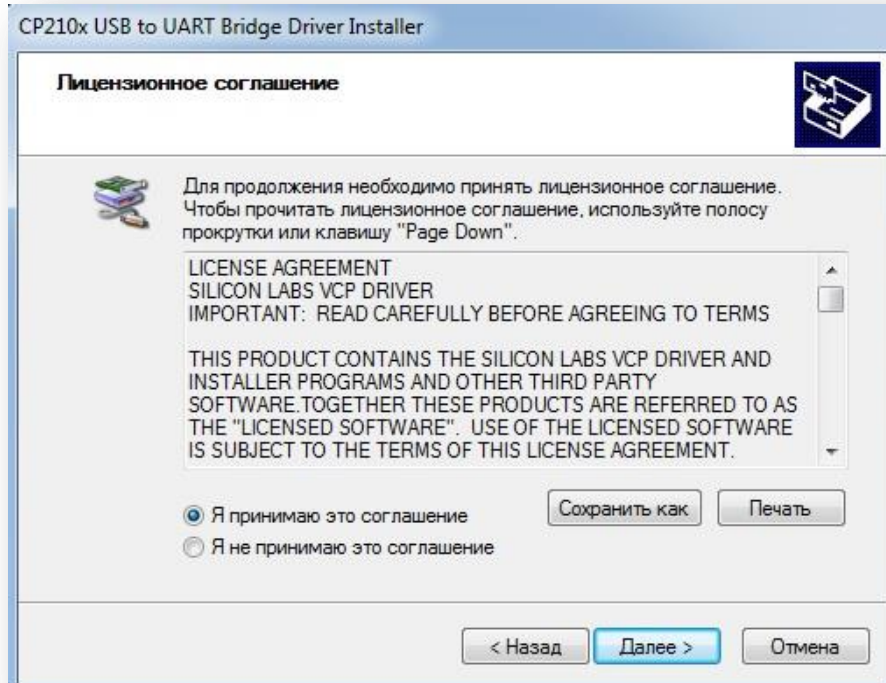 CP210x USB to UART Bridge Driver Installer
Лицензионное соглашение
Для продолжения необходимо принять лицензионное соглашение.
Чтобы прочитать лицензионное соглашение, используйте полосу
прокрутки или клавишу "Page Down".
LICENSE AGREEMENT
SILICON LABS VCP DRIVER
IMPORTANT:  READ CAREFULLY BEFORE AGREEING TO TERMS
THIS PRODUCT CONTAINS THE SILICON LABS VCP DRIVER AND
INSTALLER PROGRAMS AND OTHER THIRD PARTY
SOFTWARE.TOGETHER THESE PRODUCTS ARE REFERRED TO AS
THE "LICENSED SOFTWARE".  USE OF THE LICENSED SOFTWARE
IS SUBJECT TO THE TERMS OF THIS LICENSE AGREEMENT.
Я принимаю это соглашение
Сохранить как
Печать
Я не принимаю это соглашение
< Назад
Далее >
Отмена